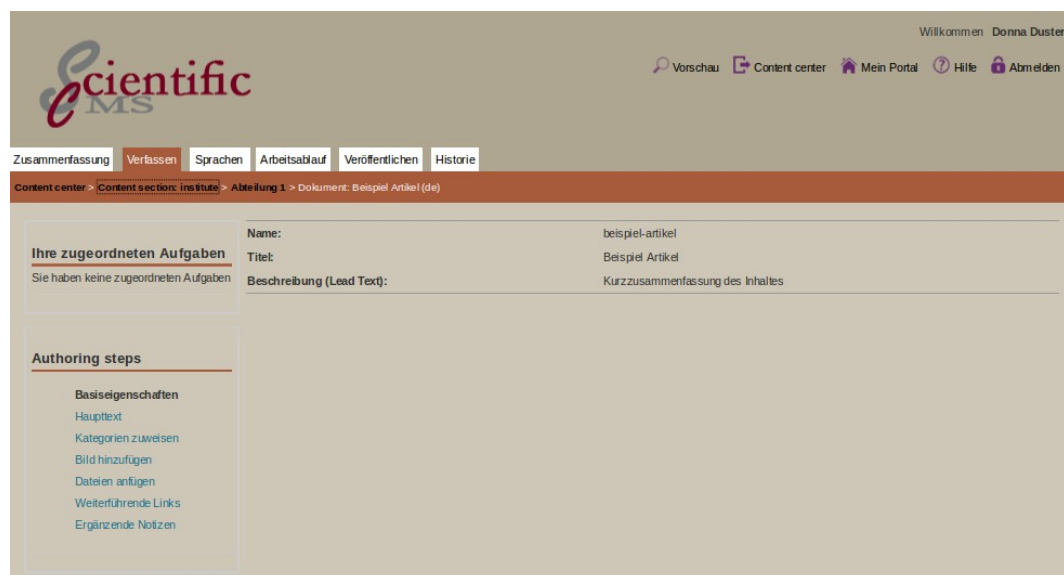 Willkommen Donna Duster
Scientific
CMS
Vorschau Content center Mein Portal Hilfe Abmelden
Zusammenfassung Verfassen Sprachen Arbeitsablauf Veröffentlichen Historie
Content center > Content section: institute > Abteilung 1 > Dokument: Beispiel Artikel (de)
Ihre zugeordneten Aufgaben
Sie haben keine zugeordneten Aufgaben
Name: beispiel-artikel
Titel: Beispiel Artikel
Beschreibung (Lead Text): Kurzzusammenfassung des Inhaltes
Authoring steps
Basiseigenschaften
Haupttext
Kategorien zuweisen
Bild hinzufügen
Dateien anfügen
Weiterführende Links
Ergänzende Notizen